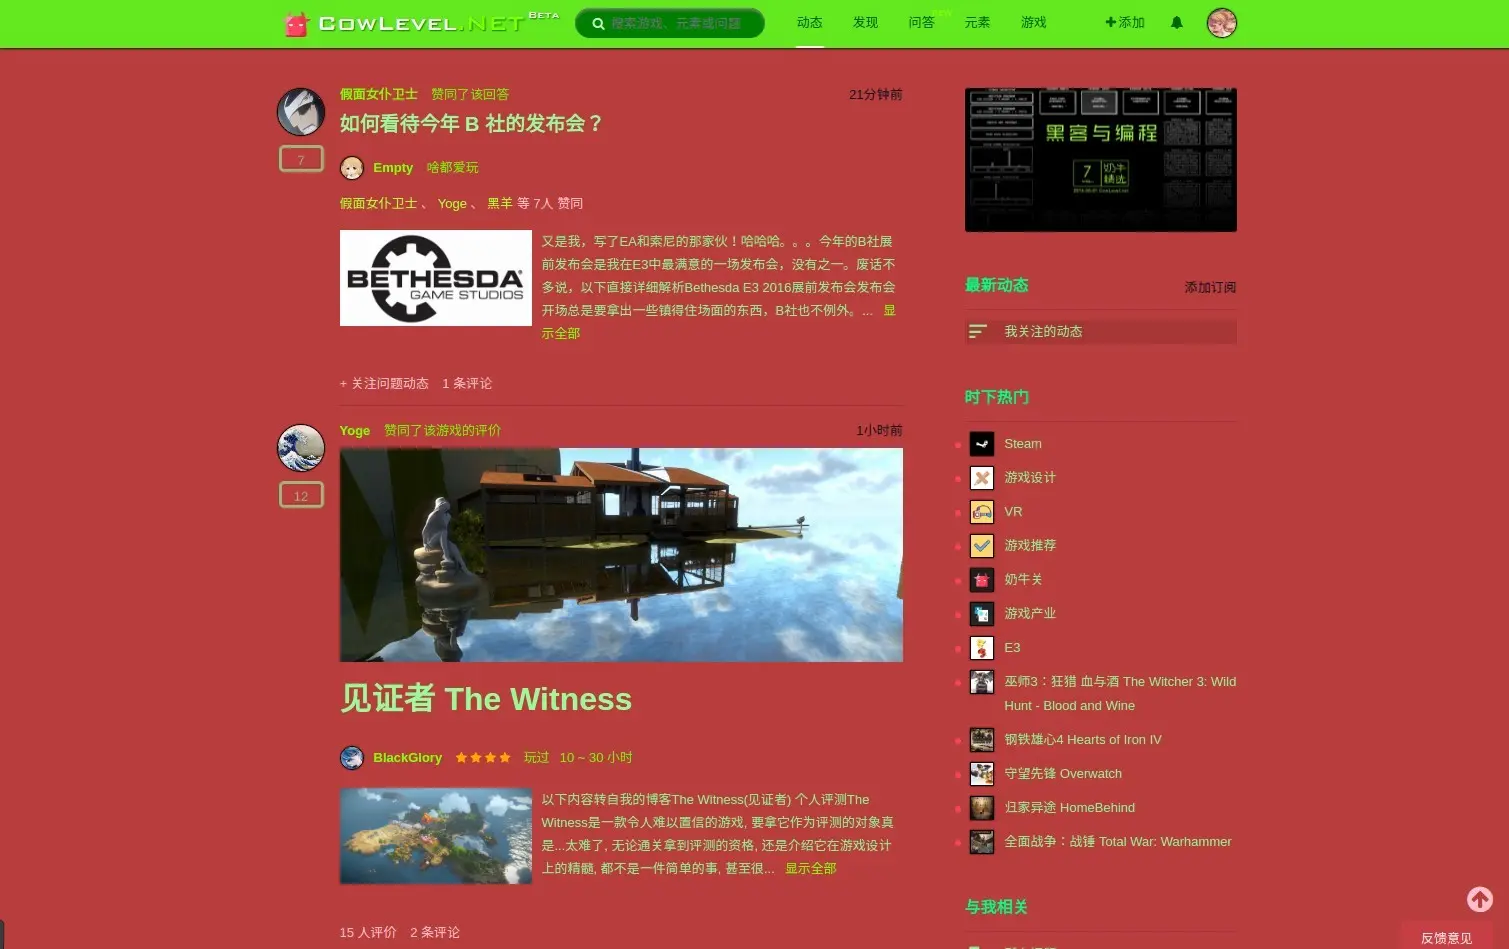 CowLevel.NET Beta
搜索游戏、元素或问题
动态 发现 问答 new 元素 游戏
添加
假面女仆卫士 赞同了该回答 21分钟前
如何看待今年 B 社的发布会？
7
Empty 啥都爱玩
假面女仆卫士 、 Yoge 、 黑羊 等 7人 赞同
BETHESDA
GAME STUDIOS
又是我，写了EA和索尼的那家伙！哈哈哈。。。今年的B社展
前发布会是我在E3中最满意的一场发布会，没有之一。废话不
多说，以下直接详细解析Bethesda E3 2016展前发布会发布会
开场总是要拿出一些镇得住场面的东西，B社也不例外。... 显
示全部
+ 关注问题动态 1 条评论
Yoge 赞同了该游戏的评价 1小时前
12
见证者 The Witness
BlackGlory 玩过 10 ~ 30 小时
以下内容转自我的博客The Witness(见证者) 个人评测The
Witness是一款令人难以置信的游戏, 要拿它作为评测的对象真
是...太难了, 无论通关拿到评测的资格, 还是介绍它在游戏设计
上的精髓, 都不是一件简单的事, 甚至很... 显示全部
15 人评价 2 条评论
黑客与编程
7 奶牛
精选
最新动态 添加订阅
我关注的动态
时下热门
Steam
游戏设计
VR
游戏推荐
奶牛关
游戏产业
E3
巫师3：狂猎 血与酒 The Witcher 3: Wild
Hunt - Blood and Wine
钢铁雄心4 Hearts of Iron IV
守望先锋 Overwatch
归家异途 HomeBehind
全面战争：战锤 Total War: Warhammer
与我相关
反馈意见